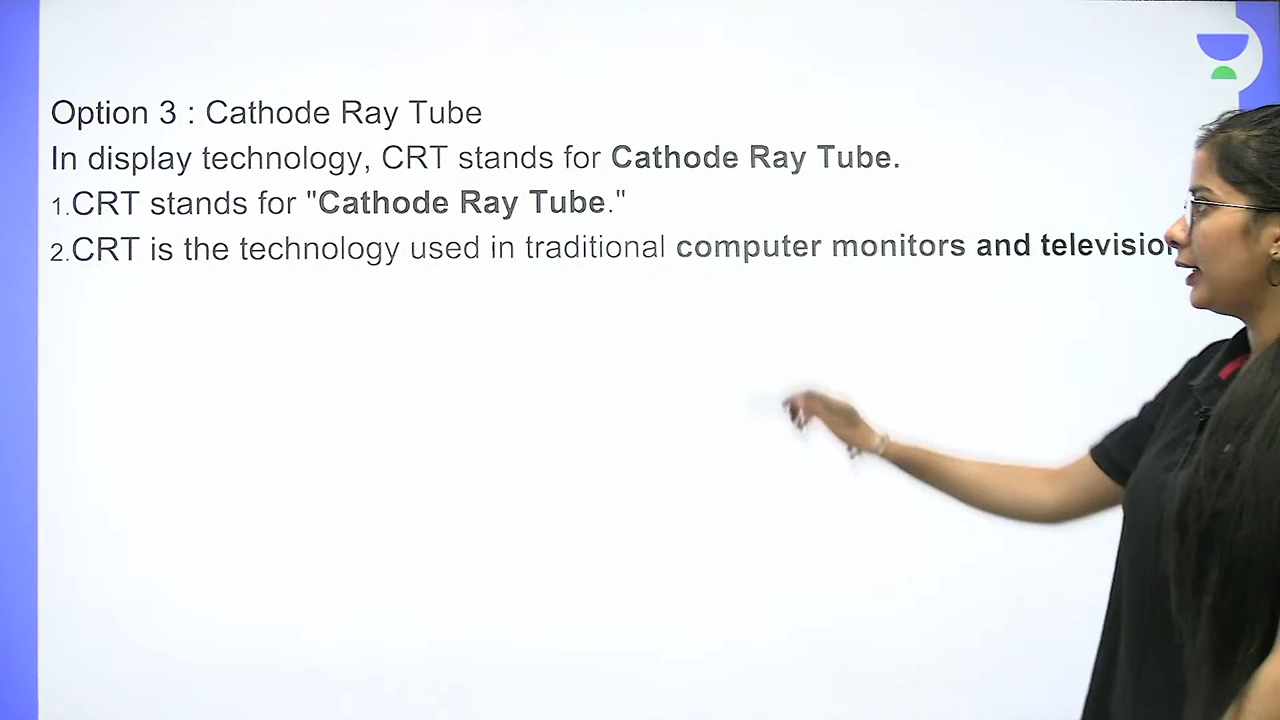 Option 3 : Cathode Ray Tube
In display technology, CRT stands for Cathode Ray Tube.
1.CRT stands for "Cathode Ray Tube."
2.CRT is the technology used in traditional computer monitors and television